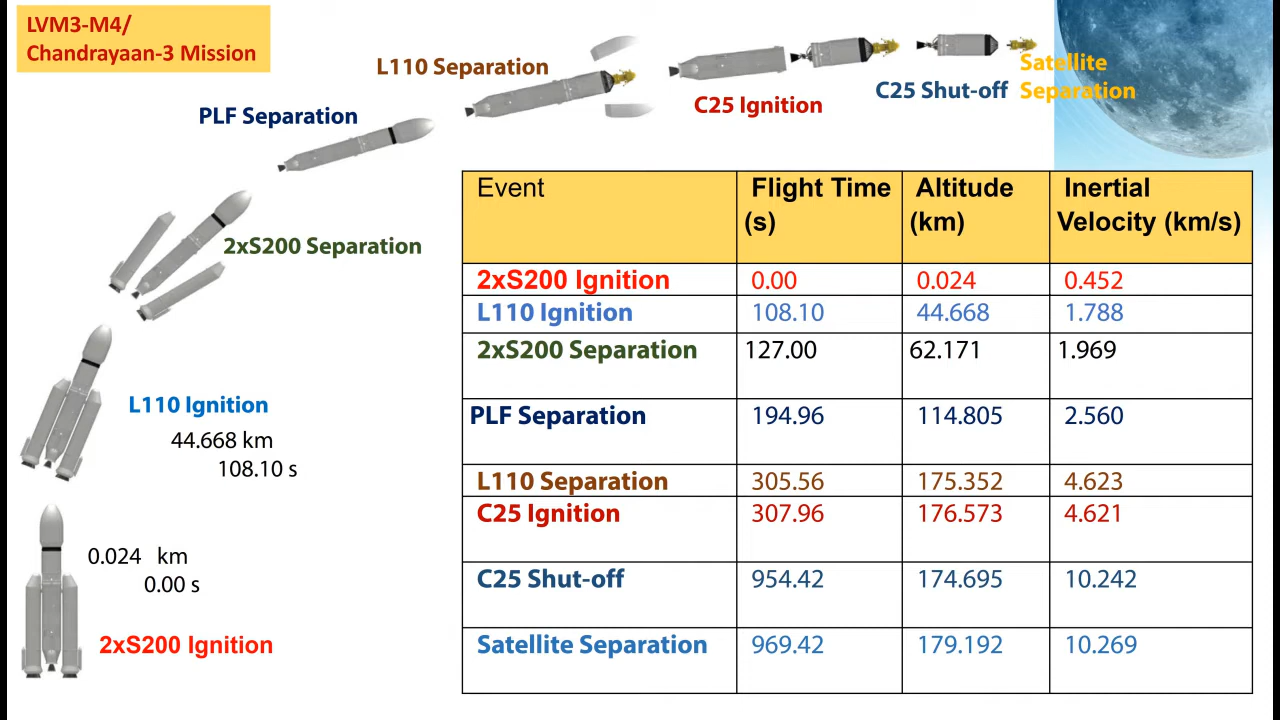 LVM3-M4/
Chandrayaan-3 Mission
L110 Separation
PLF Separation
C25 Ignition
C25 Shut-off
Satellite
Separation
2xS200 Separation
L110 Ignition
44.668 km
108.10 s
0.024 km
0.00 s
2xS200 Ignition
Event Flight Time (s) Altitude (km) Inertial Velocity (km/s)
2xS200 Ignition 0.00 0.024 0.452
L110 Ignition 108.10 44.668 1.788
2xS200 Separation 127.00 62.171 1.969
PLF Separation 194.96 114.805 2.560
L110 Separation 305.56 175.352 4.623
C25 Ignition 307.96 176.573 4.621
C25 Shut-off 954.42 174.695 10.242
Satellite Separation 969.42 179.192 10.269